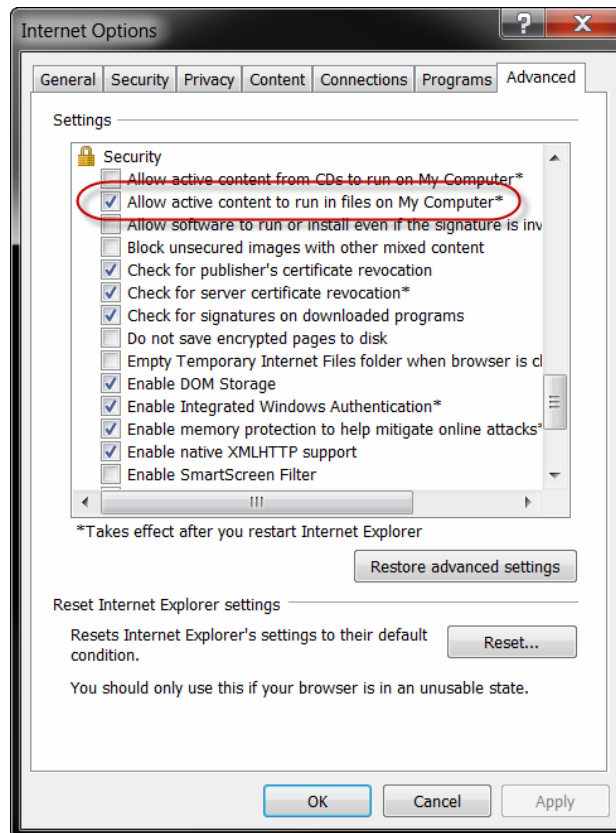 Internet Options
General Security Privacy Content Connections Programs Advanced
Settings
Security
Allow active content from CDs to run on My Computer*
Allow active content to run in files on My Computer*
Allow software to run or install even if the signature is inv
Block unsecured images with other mixed content
Check for publisher's certificate revocation
Check for server certificate revocation*
Check for signatures on downloaded programs
Do not save encrypted pages to disk
Empty Temporary Internet Files folder when browser is cl
Enable DOM Storage
Enable Integrated Windows Authentication*
Enable memory protection to help mitigate online attacks*
Enable native XMLHTTP support
Enable SmartScreen Filter
*Takes effect after you restart Internet Explorer
Restore advanced settings
Reset Internet Explorer settings
Resets Internet Explorer's settings to their default
condition.
Reset...
You should only use this if your browser is in an unusable state.
OK Cancel Apply